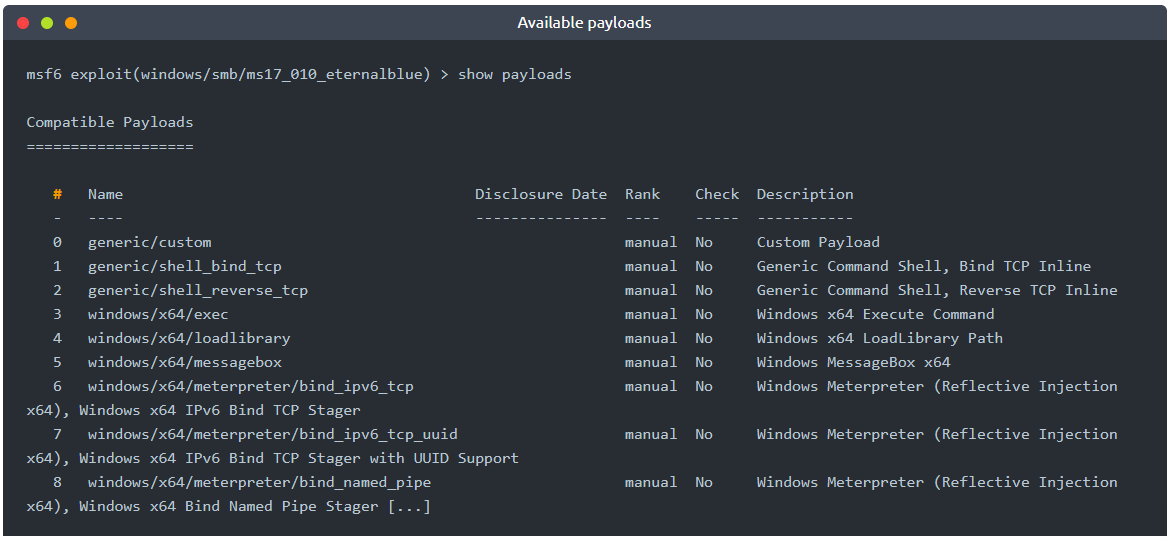 Available payloads
msf6 exploit(windows/smb/ms17_010_eternalblue) > show payloads
Compatible Payloads
===================
# Name Disclosure Date Rank Check Description
- ---- --------------- ---- ----- -----------
0 generic/custom manual No Custom Payload
1 generic/shell_bind_tcp manual No Generic Command Shell, Bind TCP Inline
2 generic/shell_reverse_tcp manual No Generic Command Shell, Reverse TCP Inline
3 windows/x64/exec manual No Windows x64 Execute Command
4 windows/x64/loadlibrary manual No Windows x64 LoadLibrary Path
5 windows/x64/messagebox manual No Windows MessageBox x64
6 windows/x64/meterpreter/bind_ipv6_tcp manual No Windows Meterpreter (Reflective Injection
x64), Windows x64 IPv6 Bind TCP Stager
7 windows/x64/meterpreter/bind_ipv6_tcp_uuid manual No Windows Meterpreter (Reflective Injection
x64), Windows x64 IPv6 Bind TCP Stager with UUID Support
8 windows/x64/meterpreter/bind_named_pipe manual No Windows Meterpreter (Reflective Injection
x64), Windows x64 Bind Named Pipe Stager [...]